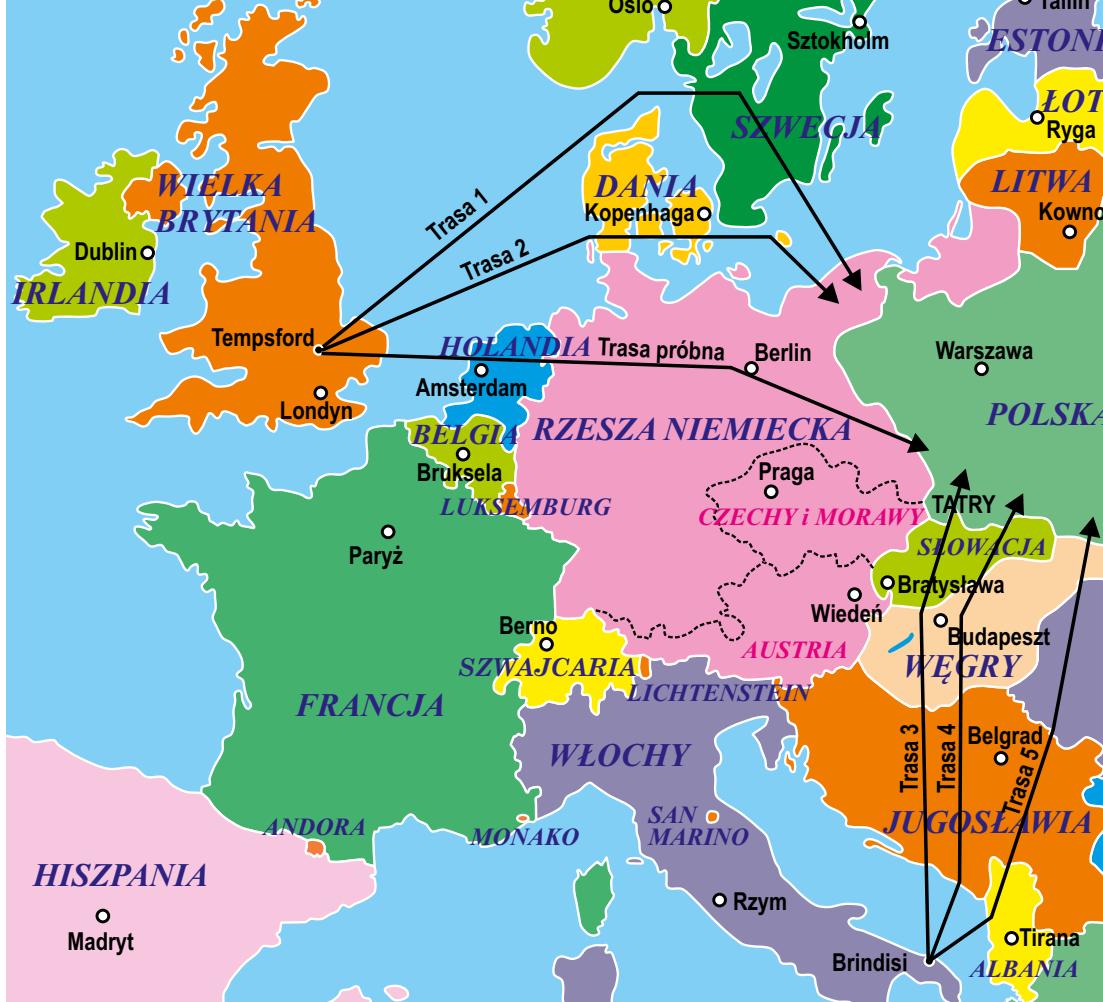 Oslo
Tallin
Sztokholm
ESTONI
ŁOT
Ryga
SZWECJA
WIELKA
BRYTANIA
DANIA
LITWA
Trasa 1
Kopenhaga
Kowno
Dublin
Trasa 2
IRLANDIA
Tempsford
HOLANDIA
Trasa próbna
Berlin
Warszawa
Amsterdam
Londyn
POLSKA
BELGIA
RZESZA NIEMIECKA
Bruksela
Praga
LUKSEMBURG
TATRY
CZECHY i MORAWY
Paryż
SŁOWACJA
Bratysława
Wiedeń
Berno
Budapeszt
AUSTRIA
SZWAJCARIA
WĘGRY
LICHTENSTEIN
FRANCJA
Belgrad
WŁOCHY
Trasa 3
Trasa 4
Trasa 5
ANDORA
MONAKO
SAN
MARINO
JUGOSŁAWIA
HISZPANIA
Rzym
Madryt
Tirana
Brindisi
ALBANIA